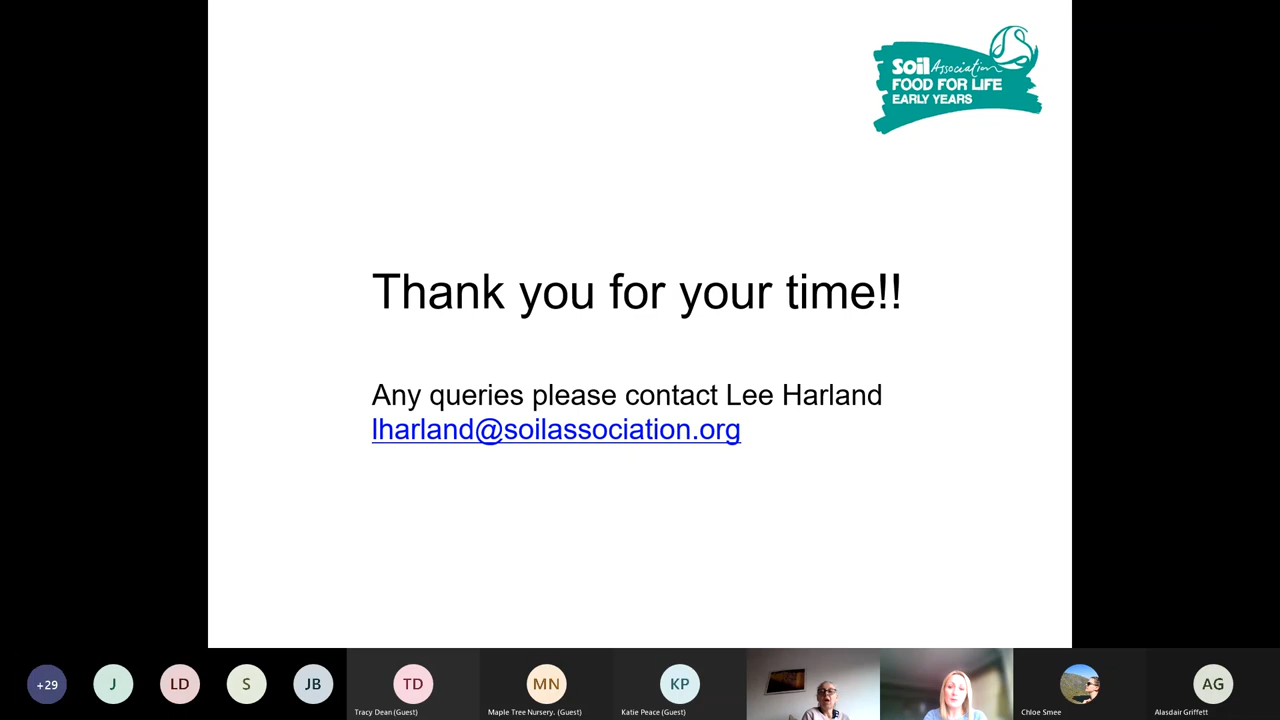 Soil Association
FOOD FOR LIFE
EARLY YEARS
Thank you for your time!!
Any queries please contact Lee Harland
lharland@soilassociation.org
+29
J
LD
S
JB
TD
MN
KP
AG
Tracy Dean (Guest)
Maple Tree Nursery. (Guest)
Katie Peace (Guest)
Chloe Smee
Alasdair Griffett